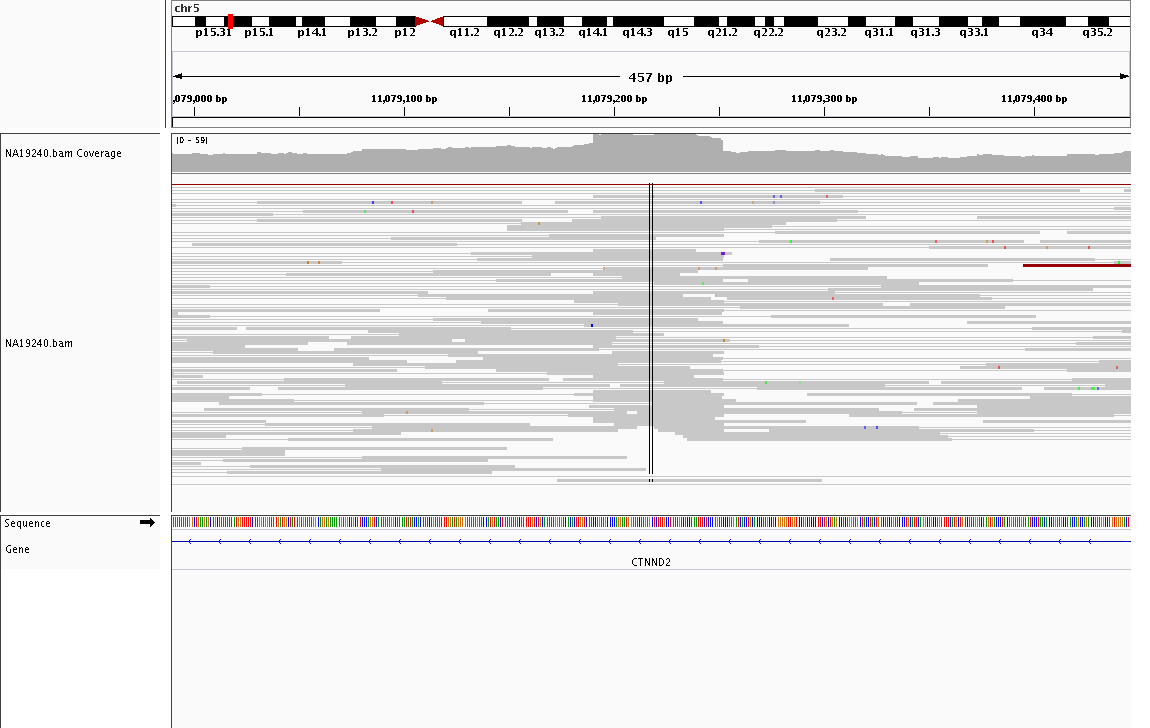 chr5
p15.31 p15.1 p14.1 p13.2 p12 q11.2 q12.2 q13.2 q14.1 q14.3 q15 q21.2 q22.2 q23.2 q31.1 q31.3 q33.1 q34 q35.2
457 bp
,079,000 bp 11,079,100 bp 11,079,200 bp 11,079,300 bp 11,079,400 bp
[0 - 59]
NA19240.bam Coverage
NA19240.bam
Sequence
Gene
CTNND2